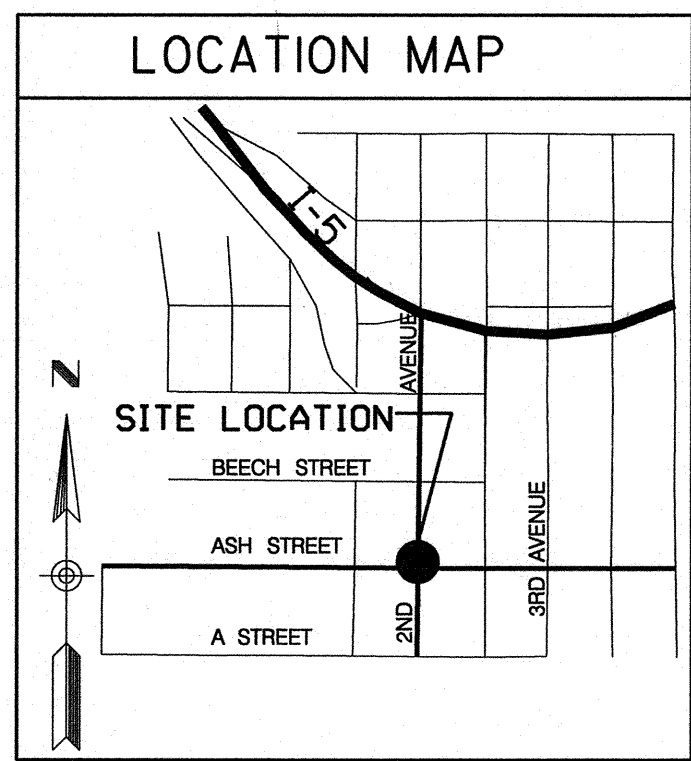 LOCATION MAP
I-5
AVENUE
N
SITE LOCATION
BEECH STREET
3RD AVENUE
ASH STREET
2ND
A STREET